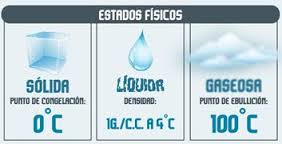 ESTADOS FÍSICOS
SÓLIDA
PUNTO DE CONGELACIÓN:
0°C
LÍQUIDA
DENSIDAD:
1G./C.C. A 4°C
GASEOSA
PUNTO DE EBULLICIÓN:
100°C